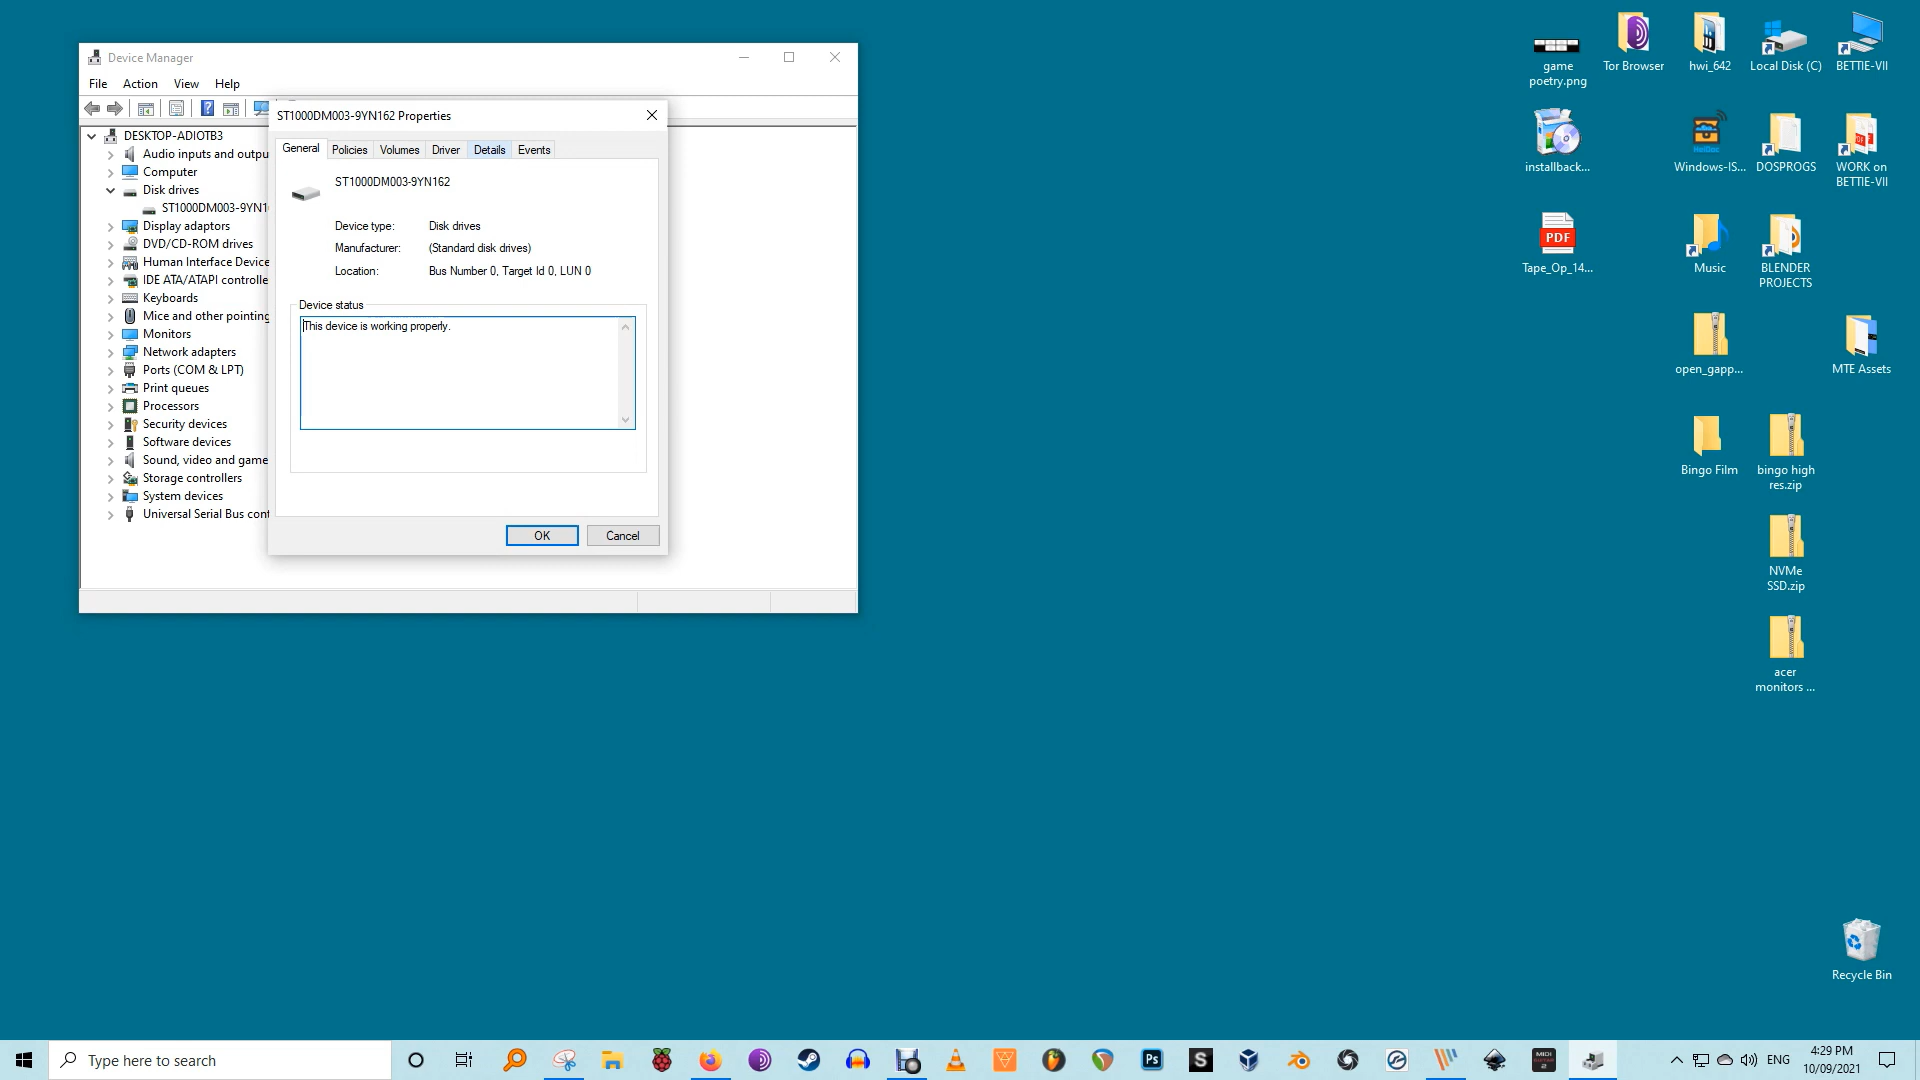 Device Manager
File Action View Help
DESKTOP-ADIOTB3
Audio inputs and outpu
Computer
Disk drives
ST1000DM003-9YN1
Display adaptors
DVD/CD-ROM drives
Human Interface Device
IDE ATA/ATAPI controlle
Keyboards
Mice and other pointing
Monitors
Network adapters
Ports (COM & LPT)
Print queues
Processors
Security devices
Software devices
Sound, video and game
Storage controllers
System devices
Universal Serial Bus cont
ST1000DM003-9YN162 Properties
General Policies Volumes Driver Details Events
ST1000DM003-9YN162
Device type: Disk drives
Manufacturer: (Standard disk drives)
Location: Bus Number 0, Target Id 0, LUN 0
Device status
This device is working properly.
OK Cancel
game
poetry.png
Tor Browser
hwi_642
Local Disk (C)
BETTIE-VII
installback...
Windows-IS...
DOSPROGS
WORK on
BETTIE-VII
PDF
Tape_Op_14...
Music
BLENDER
PROJECTS
open_gapp...
MTE Assets
Bingo Film
bingo high
res.zip
NVMe
SSD.zip
acer
monitors ...
Recycle Bin
Type here to search
Ps
S
MIDI
2
ENG
4:29 PM
10/09/2021